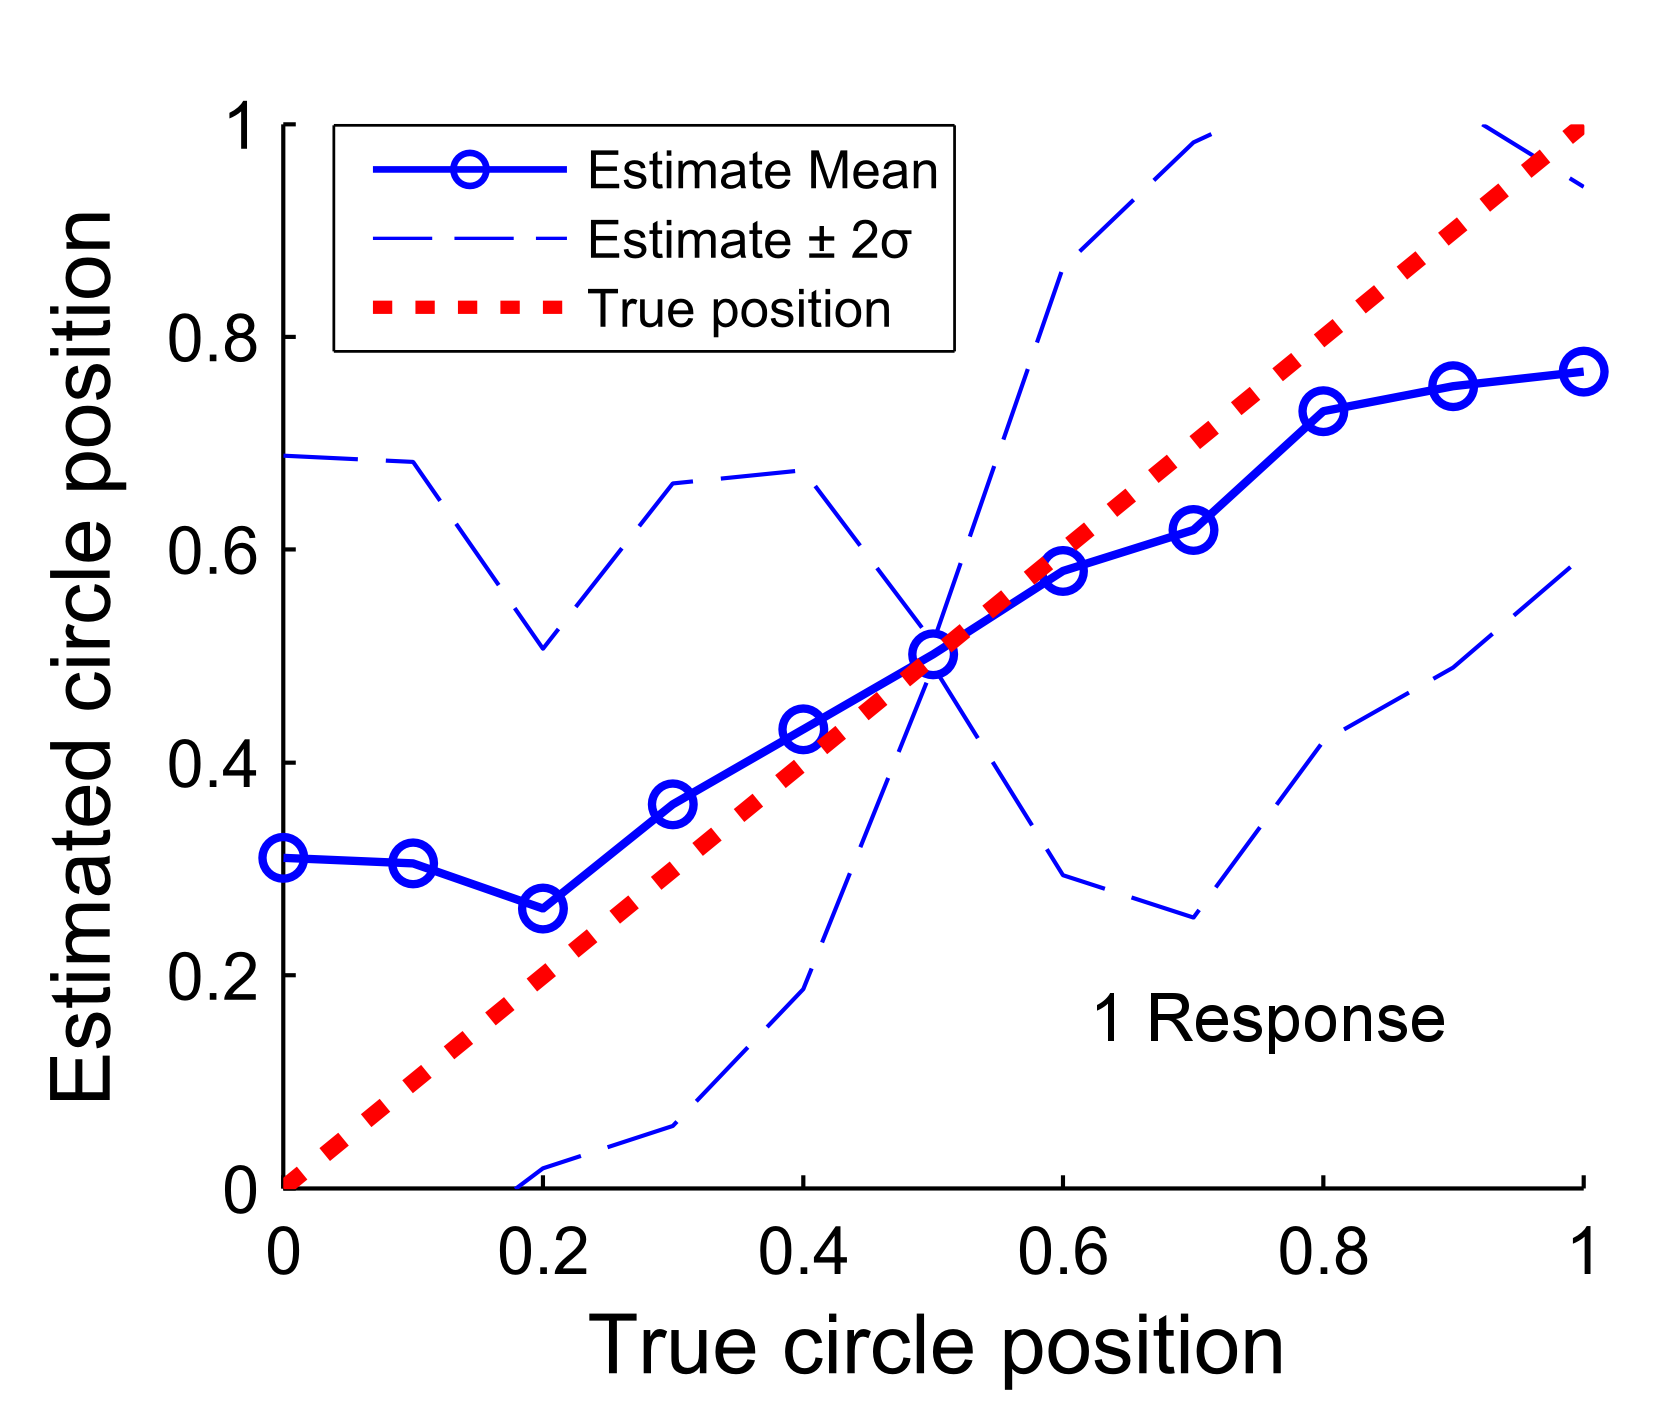 Estimate Mean
Estimate ± 2σ
True position
1
0.8
0.6
0.4
0.2
0
Estimated circle position
1 Response
0 0.2 0.4 0.6 0.8 1
True circle position